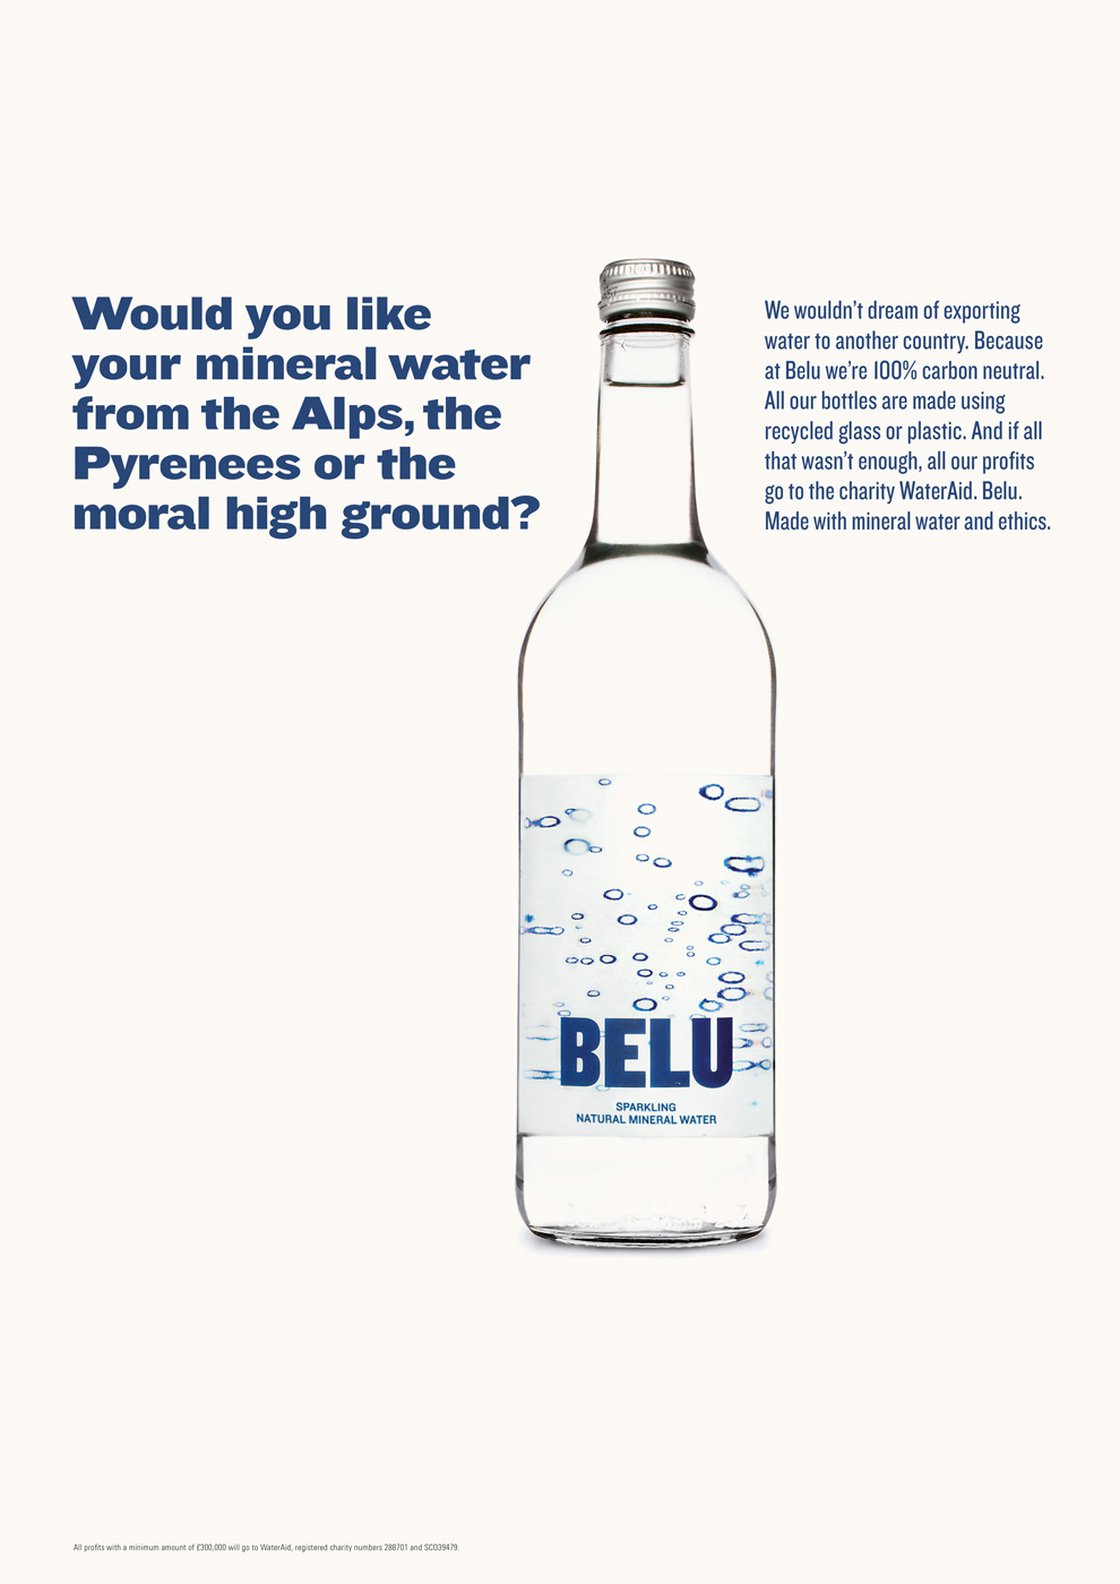 Would you like
your mineral water
from the Alps, the
Pyrenees or the
moral high ground?
We wouldn’t dream of exporting
water to another country. Because
at Belu we’re 100% carbon neutral.
All our bottles are made using
recycled glass or plastic. And if all
that wasn’t enough, all our profits
go to the charity WaterAid. Belu.
Made with mineral water and ethics.
BELU
SPARKLING
NATURAL MINERAL WATER
All profits with a minimum amount of £300,000 will go to WaterAid, registered charity numbers 288701 and SC039479.